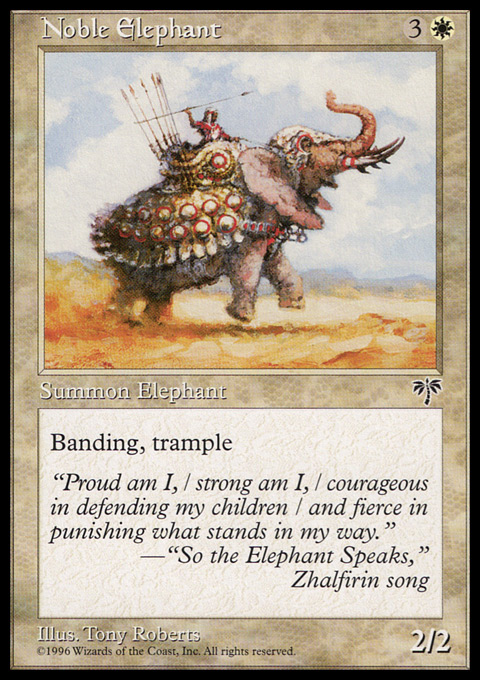 Noble Elephant 3
Summon Elephant
Banding, trample
“Proud am I, / strong am I, / courageous
in defending my children / and fierce in
punishing what stands in my way.”
—“So the Elephant Speaks,”
Zhalfirin song
Illus. Tony Roberts
2/2
©1996 Wizards of the Coast, Inc. All rights reserved.